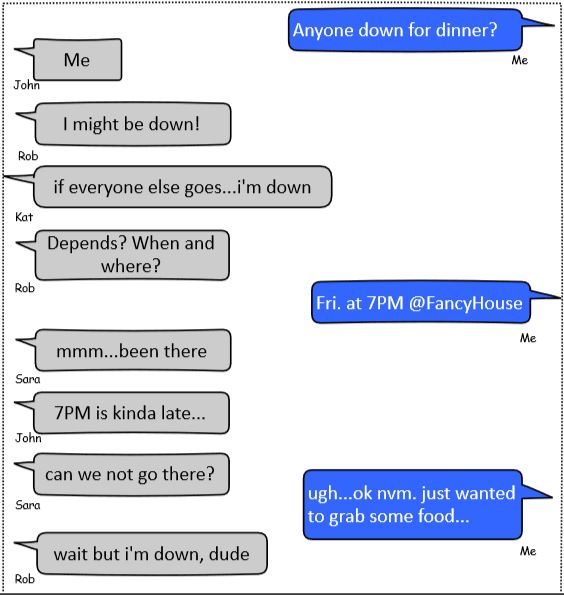 Anyone down for dinner?
Me
Me
John
I might be down!
Rob
if everyone else goes...i'm down
Kat
Depends? When and
where?
Rob
Fri. at 7PM @FancyHouse
Me
mmm...been there
Sara
7PM is kinda late...
John
can we not go there?
Sara
ugh...ok nvm. just wanted
to grab some food...
Me
wait but i'm down, dude
Rob